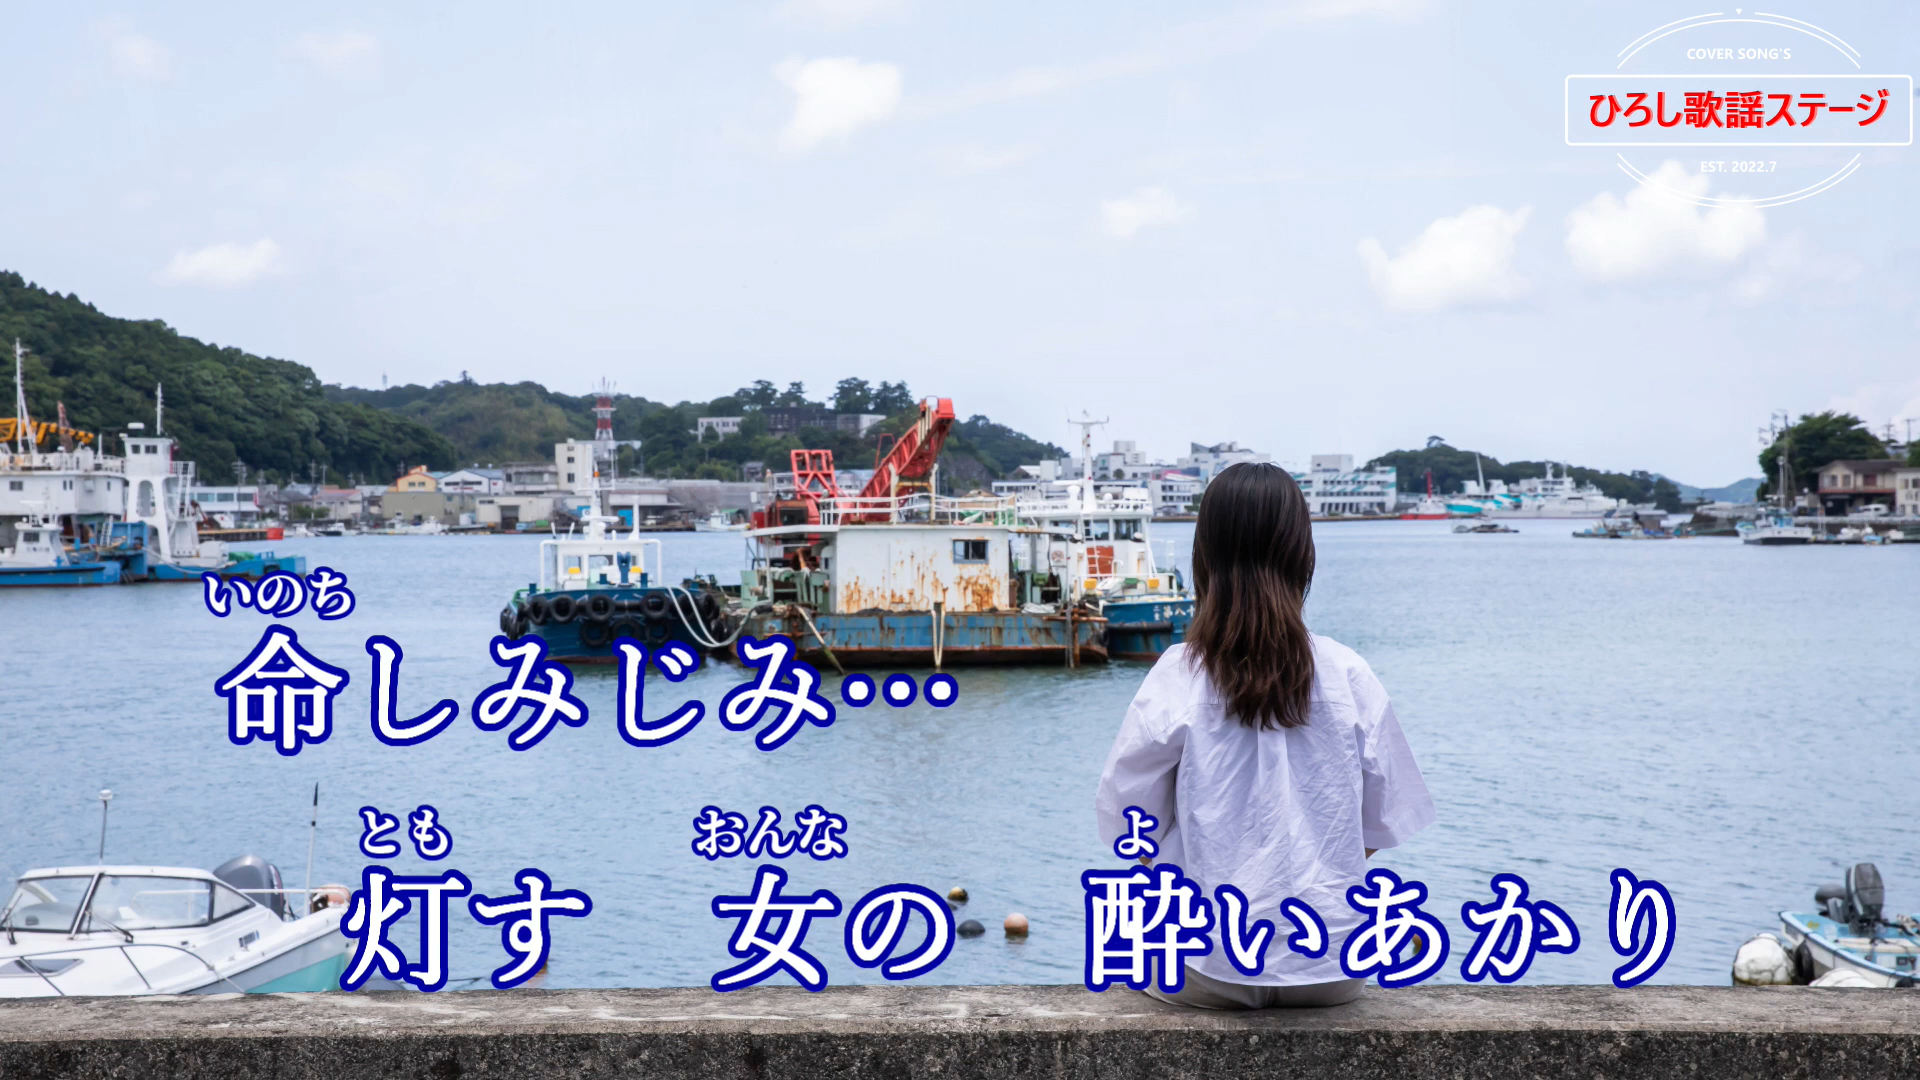 COVER SONG'S
ひろし歌謡ステージ
EST. 2022.7
いのち
命しみじみ…
とも おんな よ
灯す 女の 酔いあかり